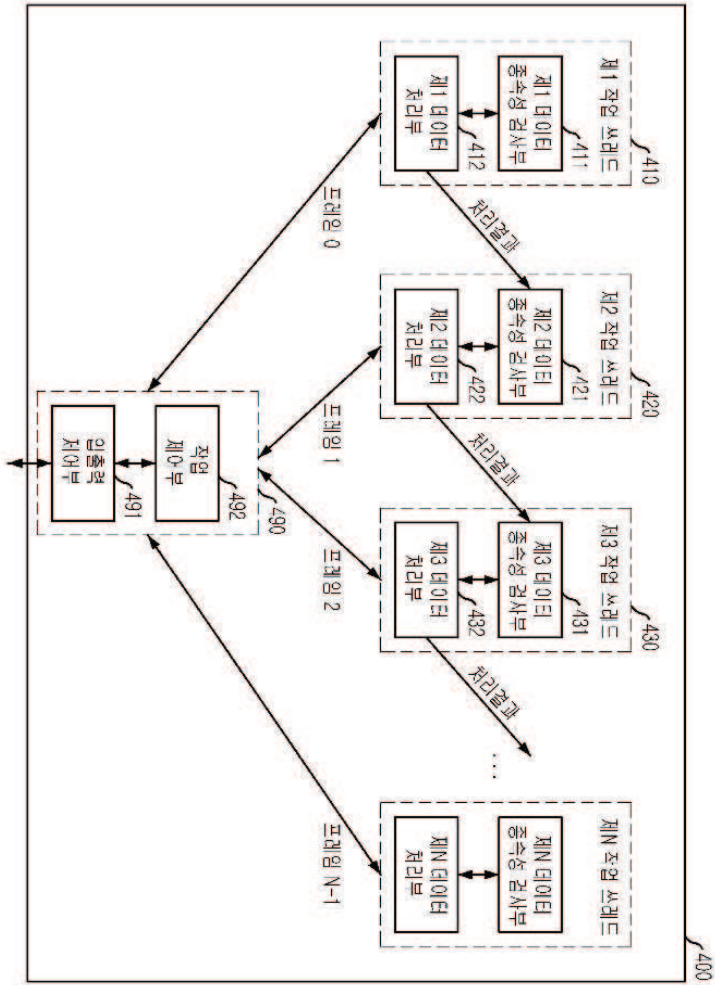 400
제1 작업 쓰레드
410
제1 데이터
종속성 검사부
411
제1 데이터
처리부
412
처리결과
제2 작업 쓰레드
420
제2 데이터
종속성 검사부
421
제2 데이터
처리부
422
처리결과
제3 작업 쓰레드
430
제3 데이터
종속성 검사부
431
제3 데이터
처리부
432
처리결과
...
제N 작업 쓰레드
제N 데이터
종속성 검사부
제N 데이터
처리부
프레임 0
프레임 1
프레임 2
프레임 N-1
490
작업
제어부
492
입출력
제어부
491